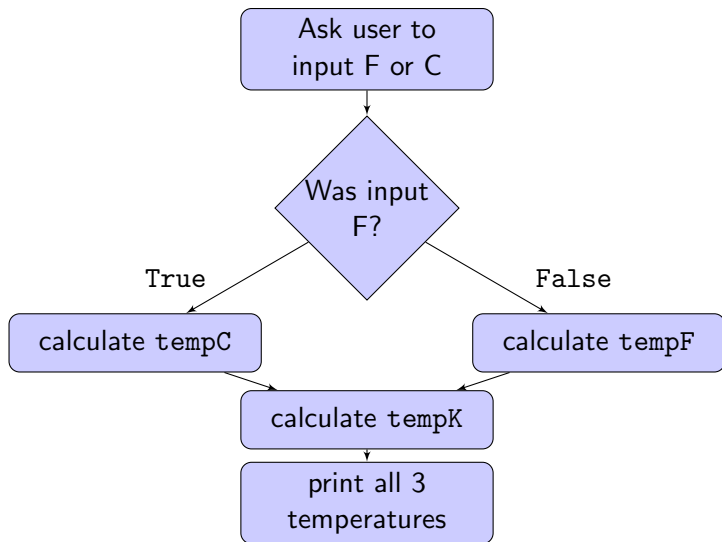 Ask user to
input F or C
Was input
F?
True
False
calculate tempC
calculate tempF
calculate tempK
print all 3
temperatures